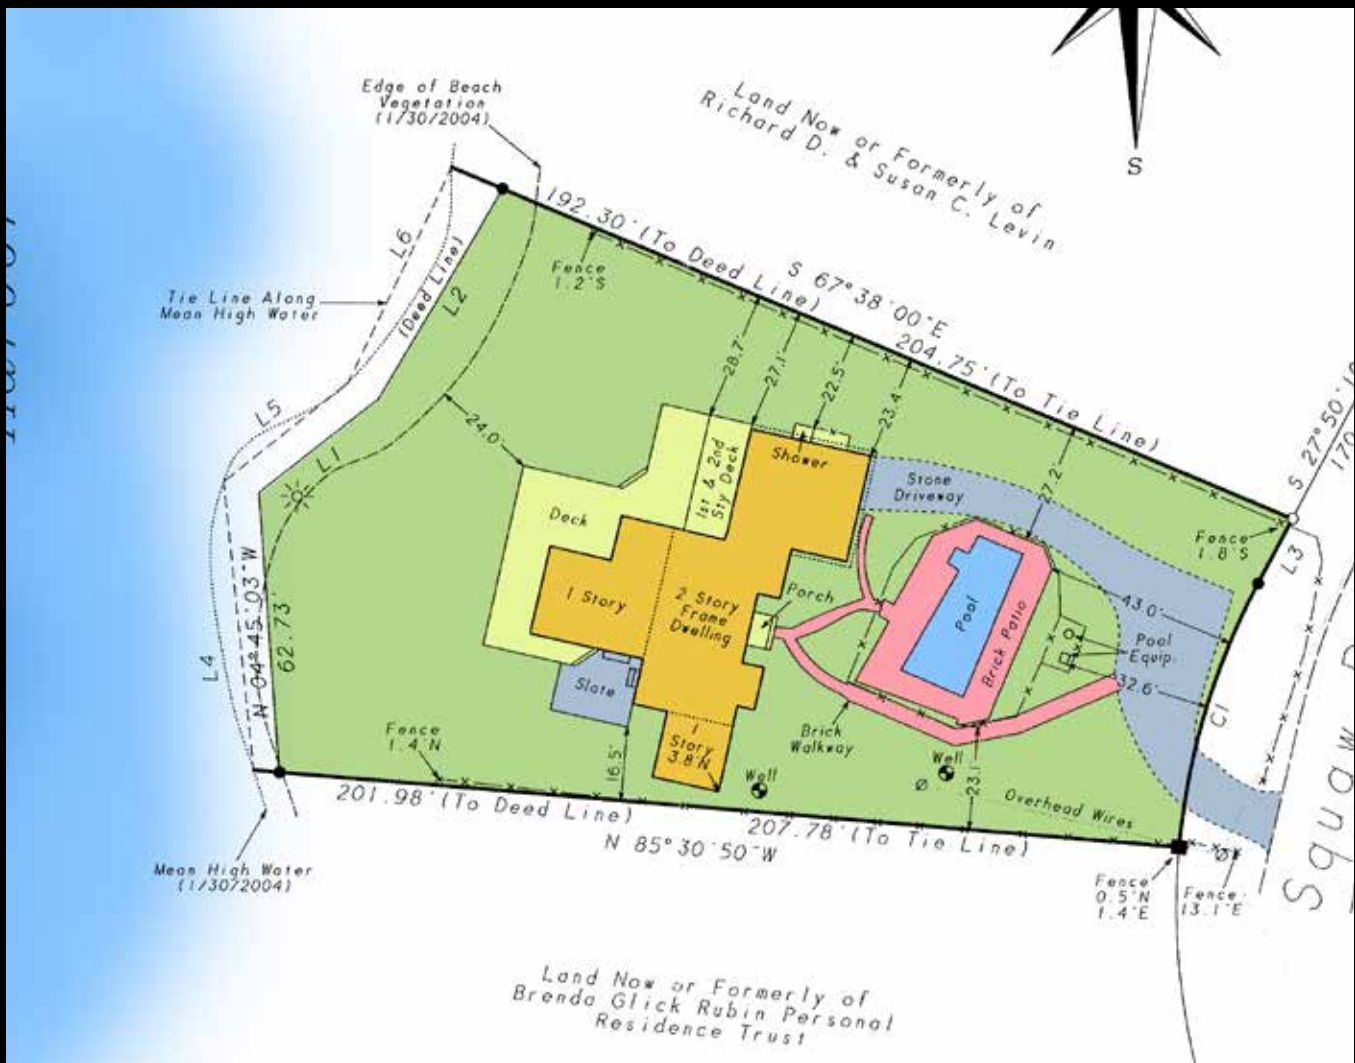 S
Edge of Beach
Vegetation
(1/30/2004)
Land Now or Formerly of
Richard D. & Susan C. Levin
192.30' (To Deed Line)
S 67°38'00"E
204.75' (To Tie Line)
Fence
1.2'S
L6
(Deed Line)
L2
Tie Line Along
Mean High Water
L5
L1
24.0'
28.7'
27.1'
22.5'
23.4'
27.2'
S 27°50'10
170
Shower
1st & 2nd
Sty Deck
Deck
Stone
Driveway
Fence
1.8'S
L3
1 Story
2 Story
Frame
Dwelling
Porch
Pool
Brick Patio
43.0'
Pool
Equip.
32.6'
C1
N 04°45'03"W
62.73'
L4
Slate
Fence
1.4'N
16.5'
1
Story
3.8'N
Brick
Walkway
Well
Well
23.1'
Overhead Wires
201.98' (To Deed Line)
207.78' (To Tie Line)
N 85°30'50"W
Mean High Water
(1/30/2004)
Fence
0.5'N
1.4'E
Fence
13.1'E
Squaw
Land Now or Formerly of
Brenda Glick Rubin Personal
Residence Trust